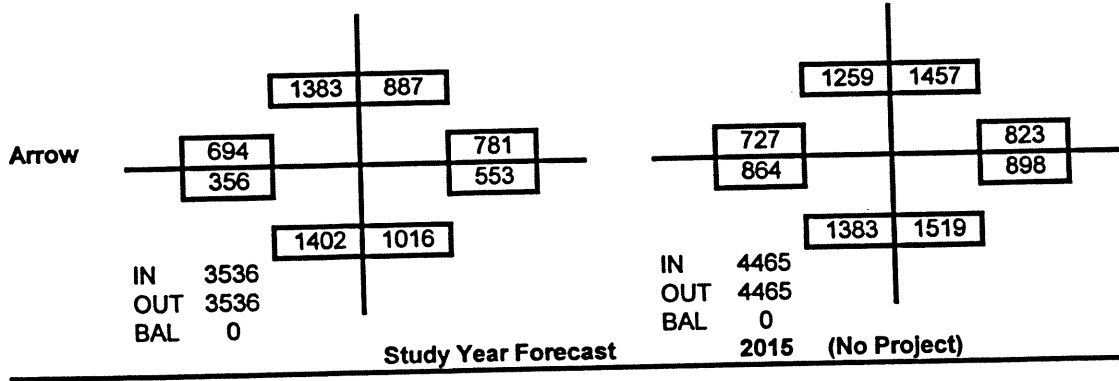 1383 887 1259 1457
Arrow 694 781 727 823
356 553 864 898
1402 1016 1383 1519
IN 3536 IN 4465
OUT 3536 OUT 4465
BAL 0 BAL 0
Study Year Forecast 2015 (No Project)